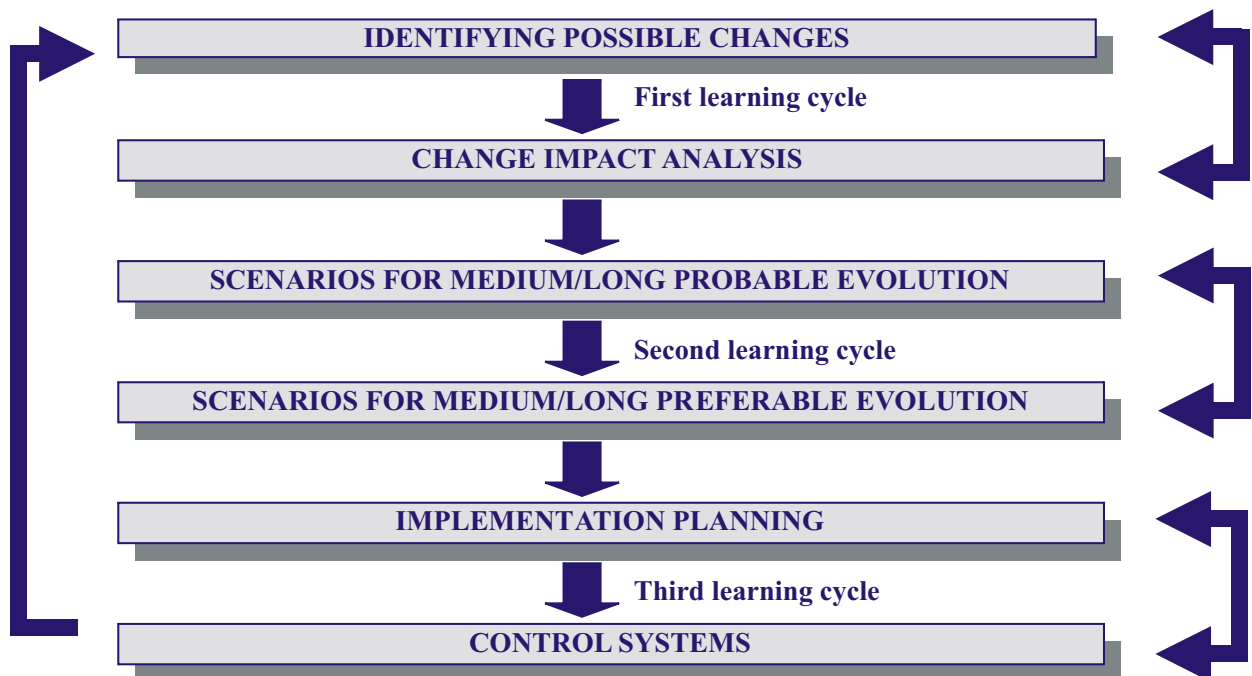 IDENTIFYING POSSIBLE CHANGES
First learning cycle
CHANGE IMPACT ANALYSIS
SCENARIOS FOR MEDIUM/LONG PROBABLE EVOLUTION
Second learning cycle
SCENARIOS FOR MEDIUM/LONG PREFERABLE EVOLUTION
IMPLEMENTATION PLANNING
Third learning cycle
CONTROL SYSTEMS